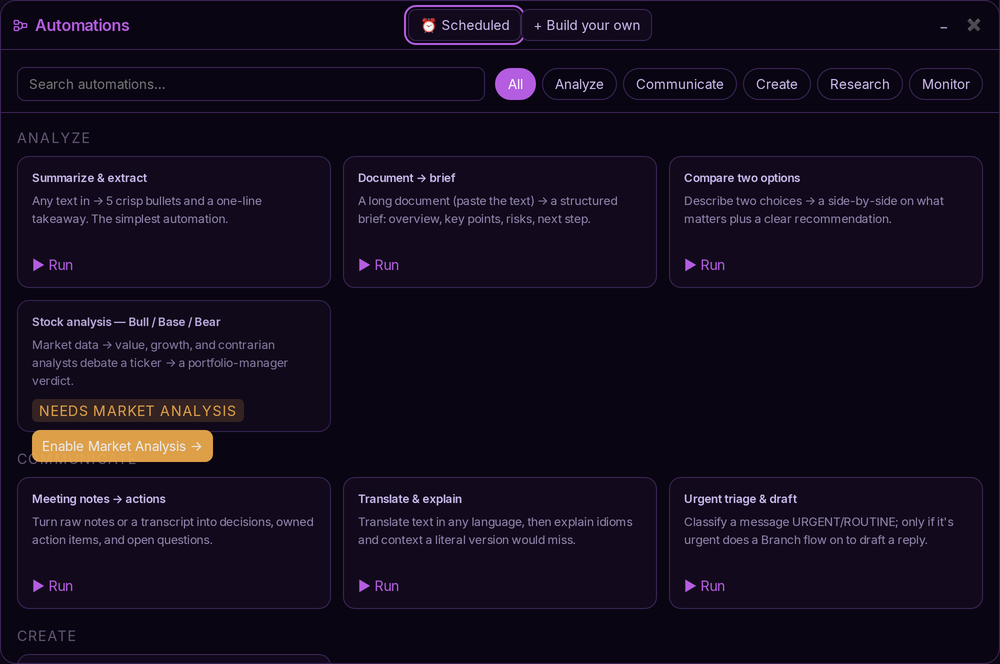 Automations
⏰ Scheduled
+ Build your own
Search automations...
All
Analyze
Communicate
Create
Research
Monitor
ANALYZE
Summarize & extract
Any text in → 5 crisp bullets and a one-line
takeaway. The simplest automation.
▶ Run
Document → brief
A long document (paste the text) → a structured
brief: overview, key points, risks, next step.
▶ Run
Compare two options
Describe two choices → a side-by-side on what
matters plus a clear recommendation.
▶ Run
Stock analysis — Bull / Base / Bear
Market data → value, growth, and contrarian
analysts debate a ticker → a portfolio-manager
verdict.
NEEDS MARKET ANALYSIS
Enable Market Analysis →
COMMUNICATE
Meeting notes → actions
Turn raw notes or a transcript into decisions, owned
action items, and open questions.
▶ Run
Translate & explain
Translate text in any language, then explain idioms
and context a literal version would miss.
▶ Run
Urgent triage & draft
Classify a message URGENT/ROUTINE; only if it's
urgent does a Branch flow on to draft a reply.
▶ Run
CREATE